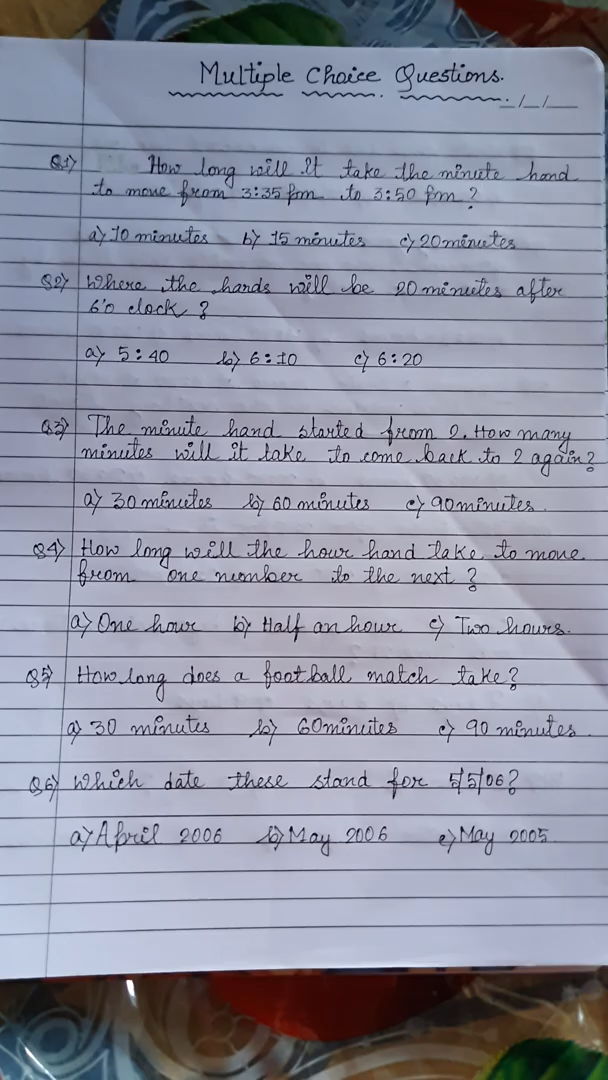 Multiple Choice Questions.
_/_/_
Q1) How long will it take the minute hand
to move from 3:35 pm to 3:50 pm ?
a) 10 minutes b) 15 minutes c) 20 minutes
Q2) Where the hands will be 20 minutes after
6'o clock ?
a) 5:40 b) 6:10 c) 6:20
Q3) The minute hand started from 2. How many
minutes will it take to come back to 2 again?
a) 30 minutes b) 60 minutes c) 90 minutes.
Q4) How long will the hour hand take to move
from one number to the next ?
a) One hour b) Half an hour c) Two hours.
Q5) How long does a football match take?
a) 30 minutes b) 60 minutes c) 90 minutes.
Q6) Which date these stand for 5/5/06?
a) April 2006 b) May 2006 c) May 2005